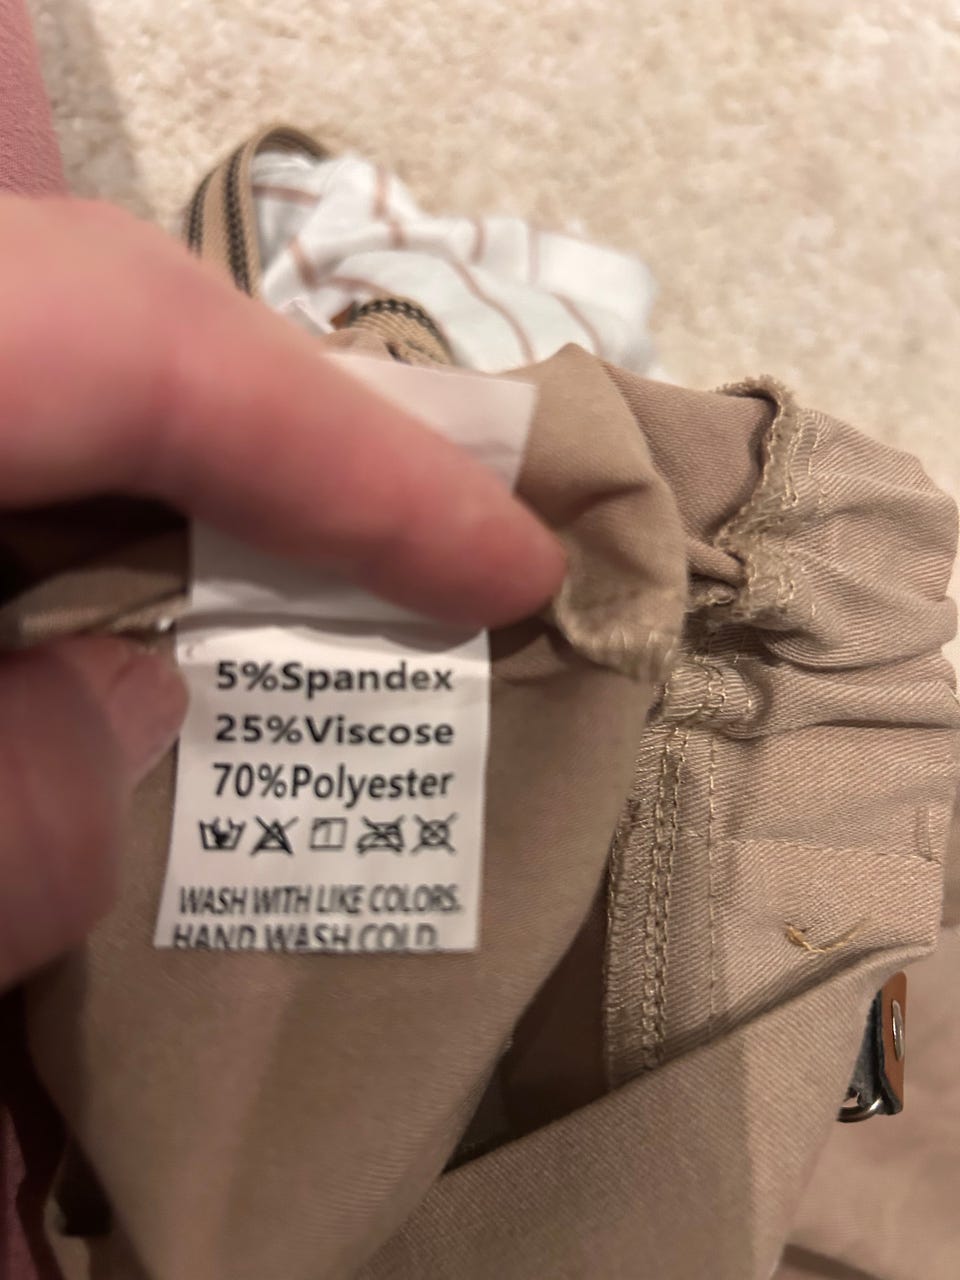 5%Spandex
25%Viscose
70%Polyester
WASH WITH LIKE COLORS.
HAND WASH COLD.